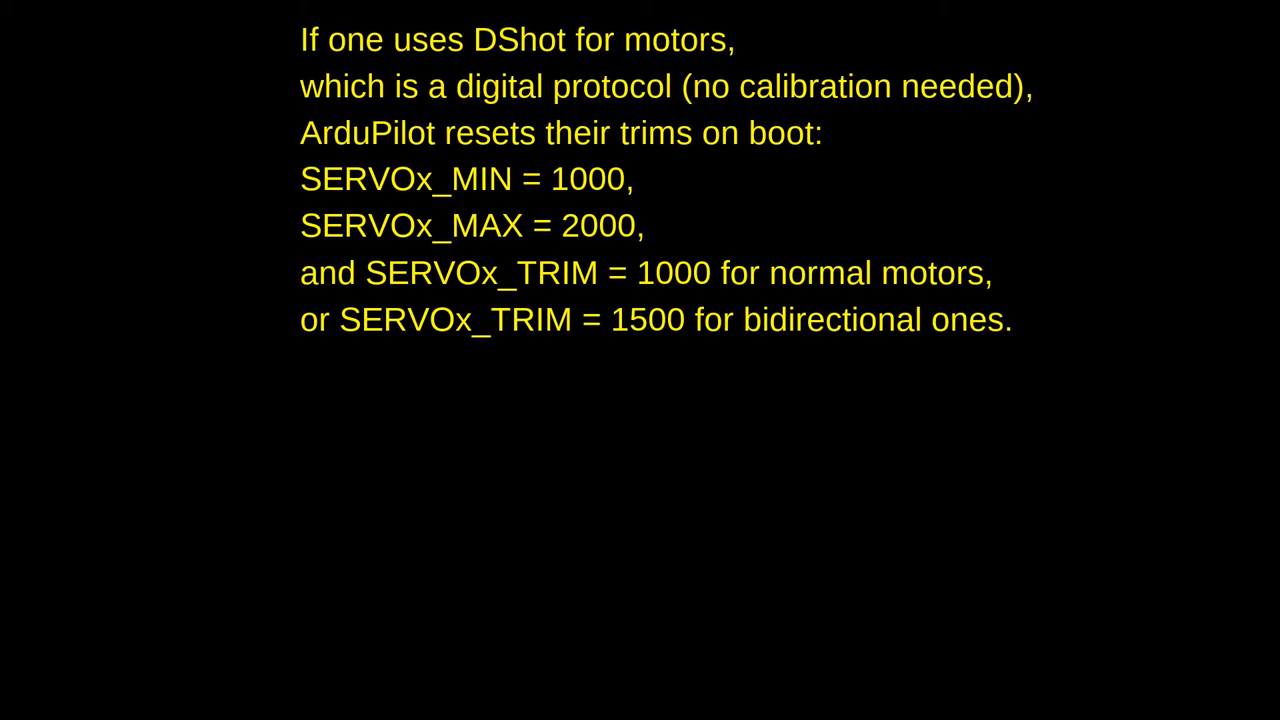 If one uses DShot for motors,
which is a digital protocol (no calibration needed),
ArduPilot resets their trims on boot:
SERVOx_MIN = 1000,
SERVOx_MAX = 2000,
and SERVOx_TRIM = 1000 for normal motors,
or SERVOx_TRIM = 1500 for bidirectional ones.